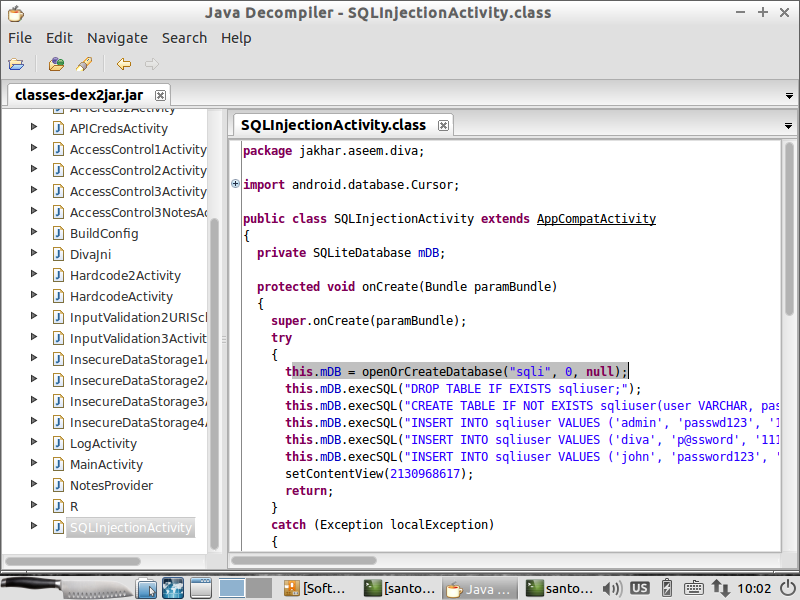 Java Decompiler - SQLInjectionActivity.class
File Edit Navigate Search Help
classes-dex2jar.jar
APICreds2Activity
APICredsActivity
AccessControl1Activity
AccessControl2Activity
AccessControl3Activity
AccessControl3NotesAc
BuildConfig
DivaJni
Hardcode2Activity
HardcodeActivity
InputValidation2URISch
InputValidation3Activit
InsecureDataStorage1A
InsecureDataStorage2A
InsecureDataStorage3A
InsecureDataStorage4A
LogActivity
MainActivity
NotesProvider
R
SQLInjectionActivity
SQLInjectionActivity.class
package jakhar.aseem.diva;
import android.database.Cursor;
public class SQLInjectionActivity extends AppCompatActivity
{
private SQLiteDatabase mDB;
protected void onCreate(Bundle paramBundle)
{
super.onCreate(paramBundle);
try
{
this.mDB = openOrCreateDatabase("sqli", 0, null);
this.mDB.execSQL("DROP TABLE IF EXISTS sqliuser;");
this.mDB.execSQL("CREATE TABLE IF NOT EXISTS sqliuser(user VARCHAR, pas
this.mDB.execSQL("INSERT INTO sqliuser VALUES ('admin', 'passwd123', '1
this.mDB.execSQL("INSERT INTO sqliuser VALUES ('diva', 'p@ssword', '111
this.mDB.execSQL("INSERT INTO sqliuser VALUES ('john', 'password123', '
setContentView(2130968617);
return;
}
catch (Exception localException)
{
[Soft... [santo... Java ... santo... US 10:02